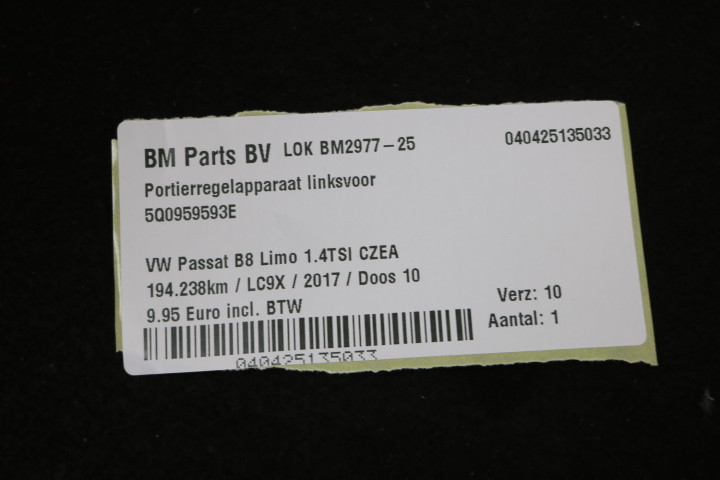 BM Parts BV LOK BM2977-25 040425135033
Portierregelapparaat linksvoor
5Q0959593E
VW Passat B8 Limo 1.4TSI CZEA
194.238km / LC9X / 2017 / Doos 10
9.95 Euro incl. BTW
Verz: 10
Aantal: 1
040425135033